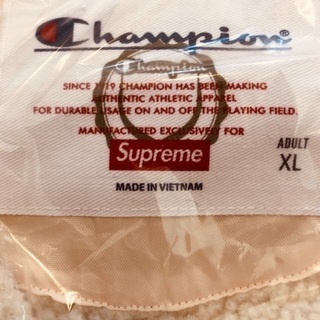 Champion®
SINCE 1919 CHAMPION HAS BEEN MAKING
AUTHENTIC ATHLETIC APPAREL
FOR DURABLE USAGE ON AND OFF THE PLAYING FIELD.
MANUFACTURED EXCLUSIVELY FOR
Supreme
ADULT
XL
MADE IN VIETNAM